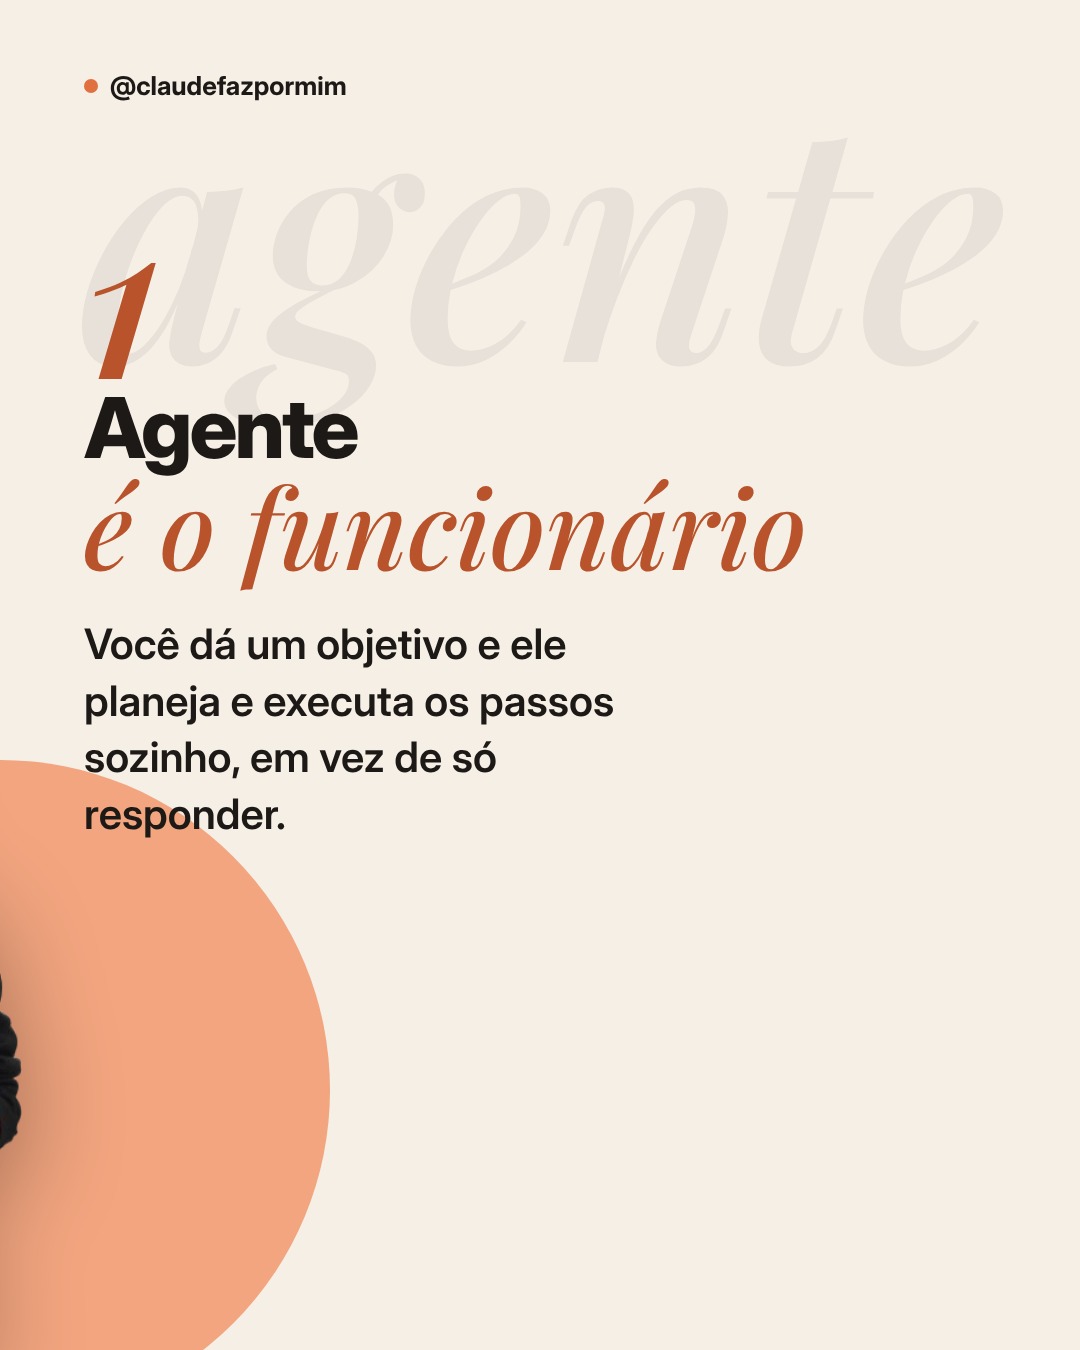 @claudefazpormim
agente
1
Agente
é o funcionário
Você dá um objetivo e ele
planeja e executa os passos
sozinho, em vez de só
responder.